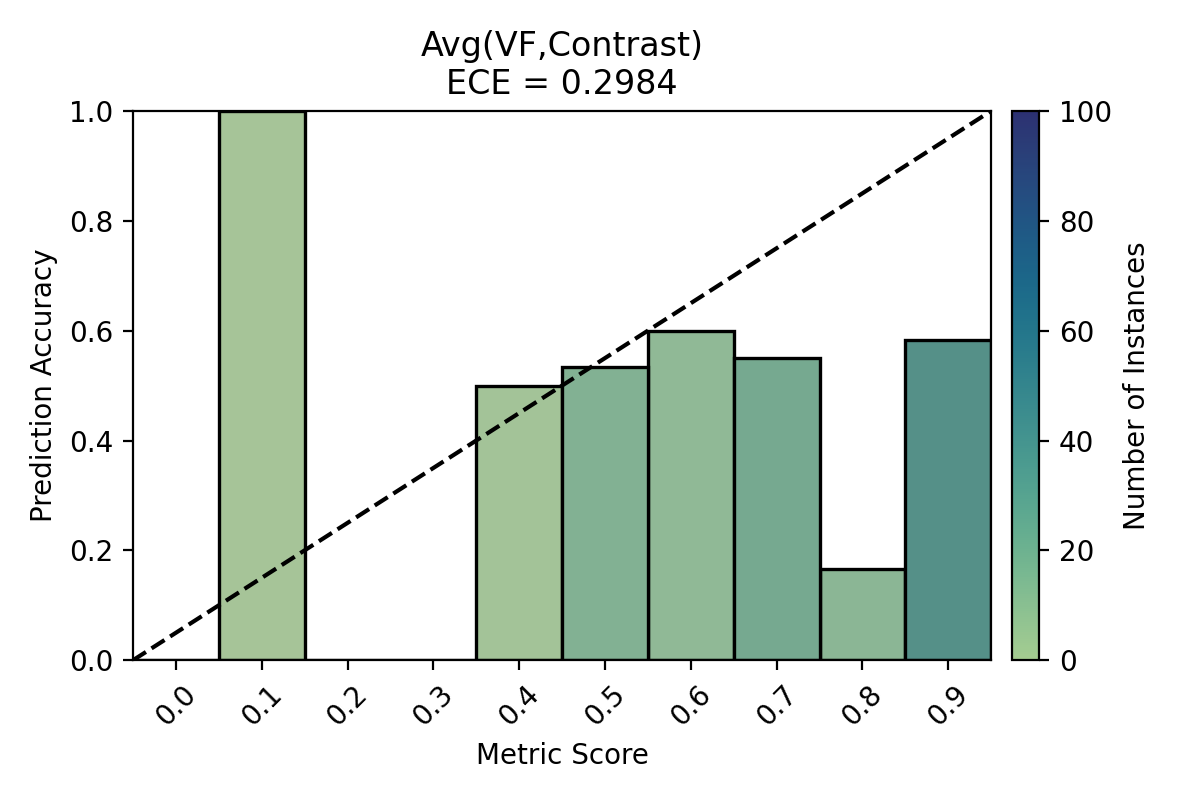 Avg(VF,Contrast)
ECE = 0.2984
1.0
0.8
0.6
0.4
0.2
0.0
Prediction Accuracy
0.0 0.1 0.2 0.3 0.4 0.5 0.6 0.7 0.8 0.9
Metric Score
100
80
60
40
20
0
Number of Instances